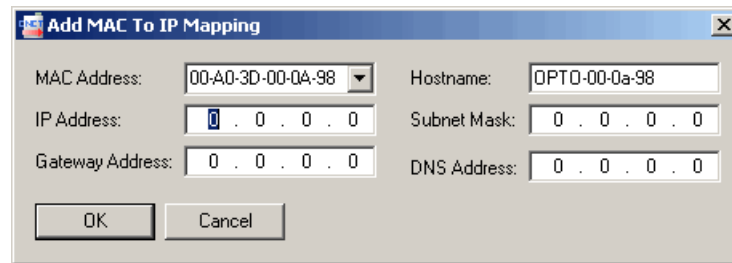 Add MAC To IP Mapping
MAC Address: 00-A0-3D-00-0A-98 Hostname: OPTO-00-0a-98
IP Address: 0 . 0 . 0 . 0 Subnet Mask: 0 . 0 . 0 . 0
Gateway Address: 0 . 0 . 0 . 0 DNS Address: 0 . 0 . 0 . 0
OK Cancel